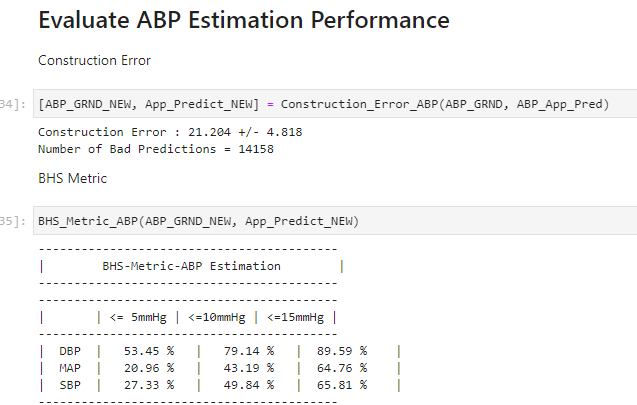 Evaluate ABP Estimation Performance
Construction Error
34]: [ABP_GRND_NEW, App_Predict_NEW] = Construction_Error_ABP(ABP_GRND, ABP_App_Pred)
Construction Error : 21.204 +/- 4.818
Number of Bad Predictions = 14158
BHS Metric
35]: BHS_Metric_ABP(ABP_GRND_NEW, App_Predict_NEW)
-----------------------------------------
|        BHS-Metric-ABP Estimation        |
-----------------------------------------
-----------------------------------------
|       | <= 5mmHg | <=10mmHg | <=15mmHg |
-----------------------------------------
|  DBP  |   53.45 %   |   79.14 %  |  89.59 %    |
|  MAP  |   20.96 %   |   43.19 %  |  64.76 %    |
|  SBP  |   27.33 %   |   49.84 %  |  65.81 %    |
-----------------------------------------